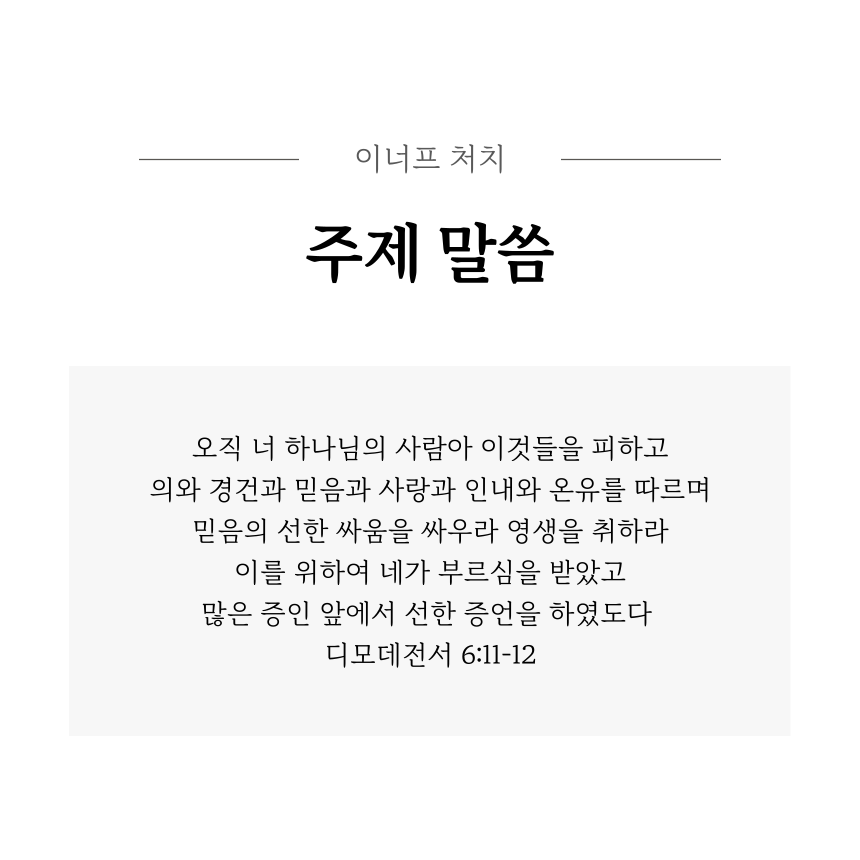 이너프 처치
주제 말씀
오직 너 하나님의 사람아 이것들을 피하고
의와 경건과 믿음과 사랑과 인내와 온유를 따르며
믿음의 선한 싸움을 싸우라 영생을 취하라
이를 위하여 네가 부르심을 받았고
많은 증인 앞에서 선한 증언을 하였도다
디모데전서 6:11-12